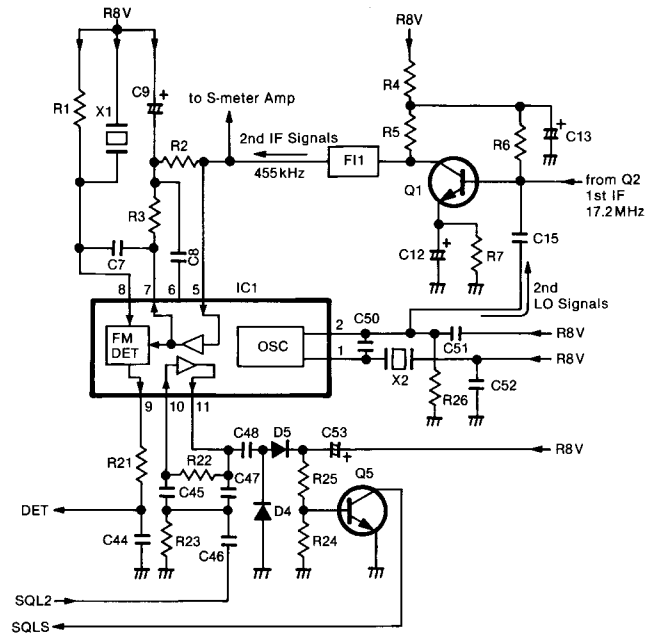 R8V
R8V
C9
to S-meter Amp
R4
R1
X1
2nd IF Signals
R5
R6
C13
R2
FI1
455kHz
Q1
from Q2
1st IF
17.2MHz
R3
C15
C7
C8
C12
R7
8
7
6
5
IC1
2nd
LO Signals
FM
DET
OSC
2
C50
C51
R8V
1
R8V
X2
R26
C52
9
10
11
C48
D5
C53
R8V
R21
R22
R25
Q5
C45
C47
DET
D4
C44
R23
C46
R24
SQL2
SQLS